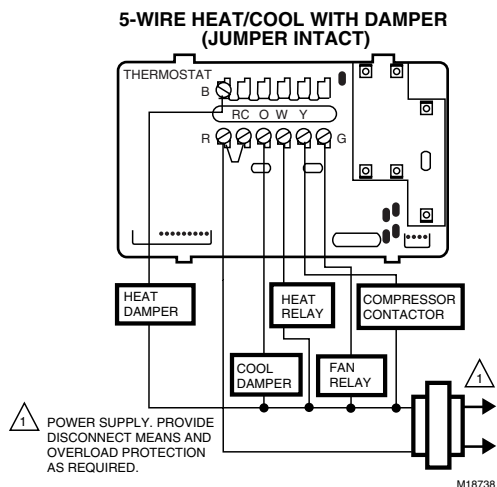 5-WIRE HEAT/COOL WITH DAMPER
(JUMPER INTACT)
THERMOSTAT
B
RC O W Y
R
G
HEAT
DAMPER
HEAT
RELAY
COMPRESSOR
CONTACTOR
COOL
DAMPER
FAN
RELAY
1
1 POWER SUPPLY. PROVIDE
DISCONNECT MEANS AND
OVERLOAD PROTECTION
AS REQUIRED.
M18738